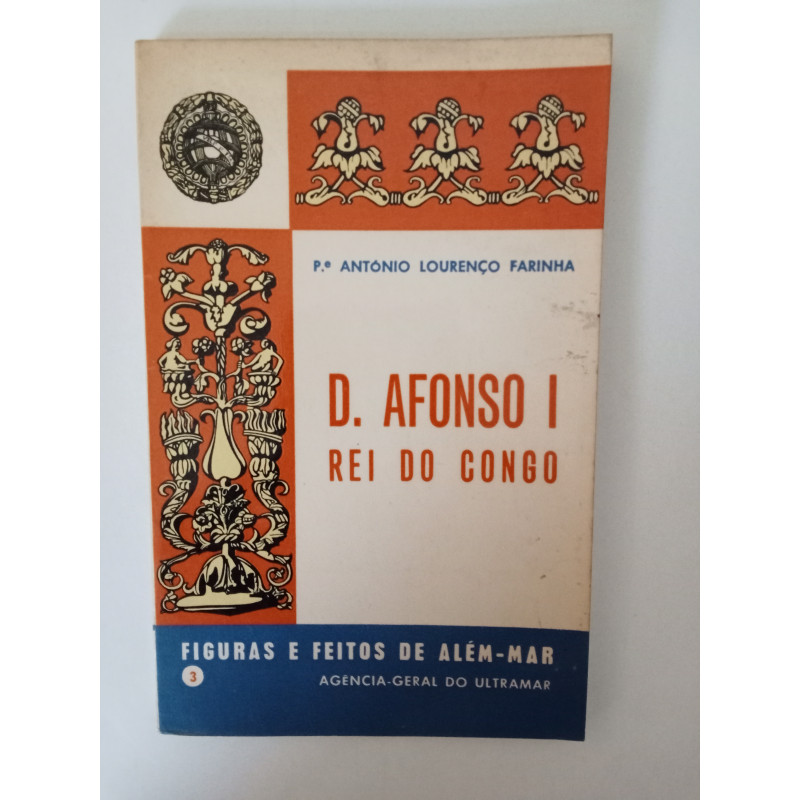 P.e ANTÓNIO LOURENÇO FARINHA
D. AFONSO I
REI DO CONGO
FIGURAS E FEITOS DE ALÉM-MAR
3
AGÊNCIA-GERAL DO ULTRAMAR